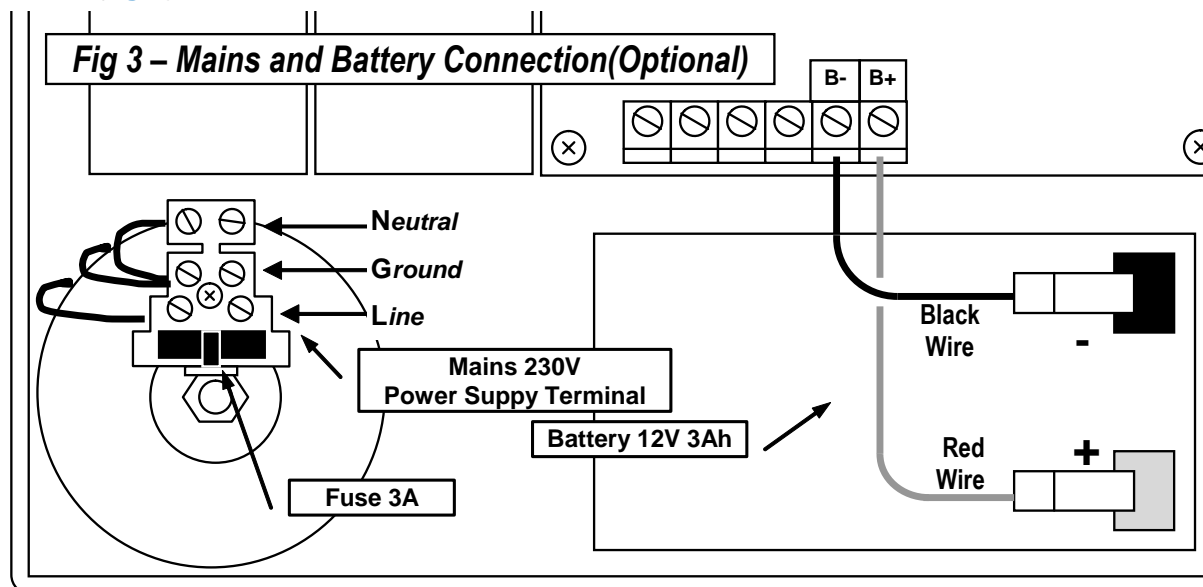 Fig 3 – Mains and Battery Connection(Optional)
B- B+
Neutral
Ground
Line
Mains 230V
Power Suppy Terminal
Battery 12V 3Ah
Fuse 3A
Black
Wire
-
Red
Wire
+